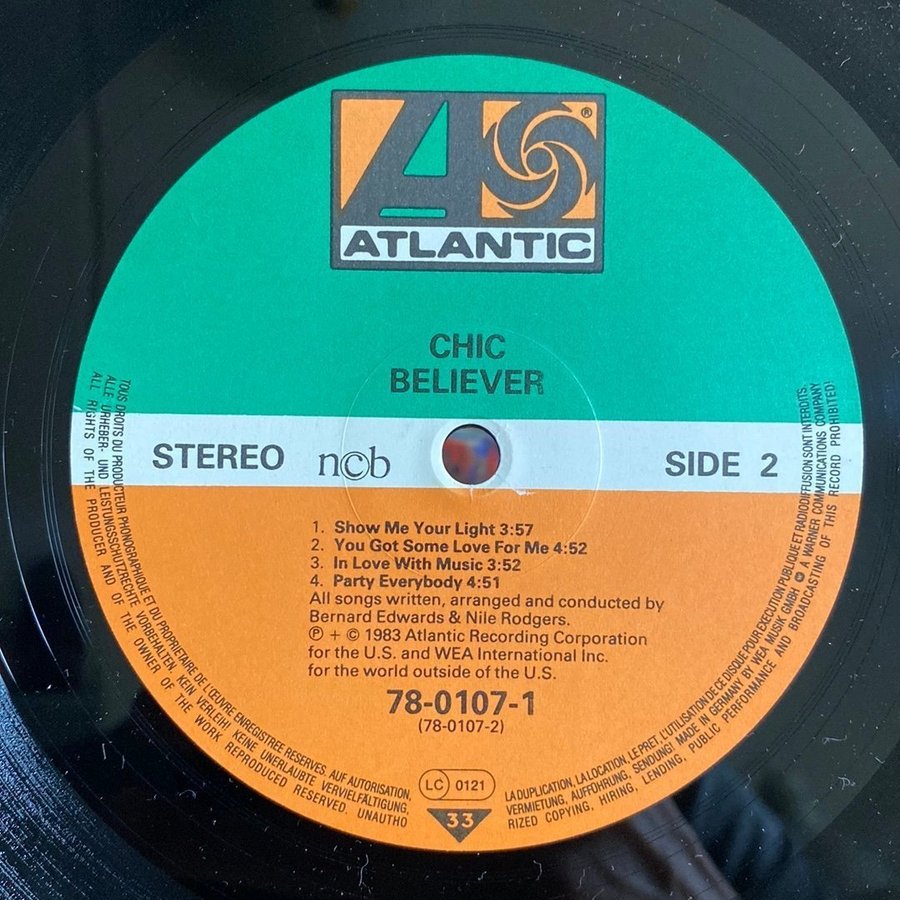 ATLANTIC
®
CHIC
BELIEVER
STEREO n©b SIDE 2
1. Show Me Your Light 3:57
2. You Got Some Love For Me 4:52
3. In Love With Music 3:52
4. Party Everybody 4:51
All songs written, arranged and conducted by
Bernard Edwards & Nile Rodgers.
℗ + © 1983 Atlantic Recording Corporation
for the U.S. and WEA International Inc.
for the world outside of the U.S.
78-0107-1
(78-0107-2)
LC 0121
33
TOUS DROITS DU PRODUCTEUR PHONOGRAPHIQUE ET DU PROPRIETAIRE DE L'ŒUVRE ENREGISTREE RESERVES. LA DUPLICATION, LA LOCATION, LE PRET, L'UTILISATION DE CE DISQUE POUR EXECUTION PUBLIQUE ET RADIODIFFUSION SONT INTERDITS.
ALLE URHEBER- UND LEISTUNGSSCHUTZRECHTE VORBEHALTEN. KEIN VERLEIH! KEINE UNERLAUBTE VERVIELFÄLTIGUNG, VERMIETUNG, AUFFÜHRUNG, SENDUNG! MADE IN GERMANY BY WEA MUSIK GMBH A WARNER COMMUNICATIONS COMPANY
ALL RIGHTS OF THE PRODUCER AND OF THE OWNER OF THE WORK REPRODUCED RESERVED. UNAUTHORIZED COPYING, HIRING, LENDING, PUBLIC PERFORMANCE AND BROADCASTING OF THIS RECORD PROHIBITED!